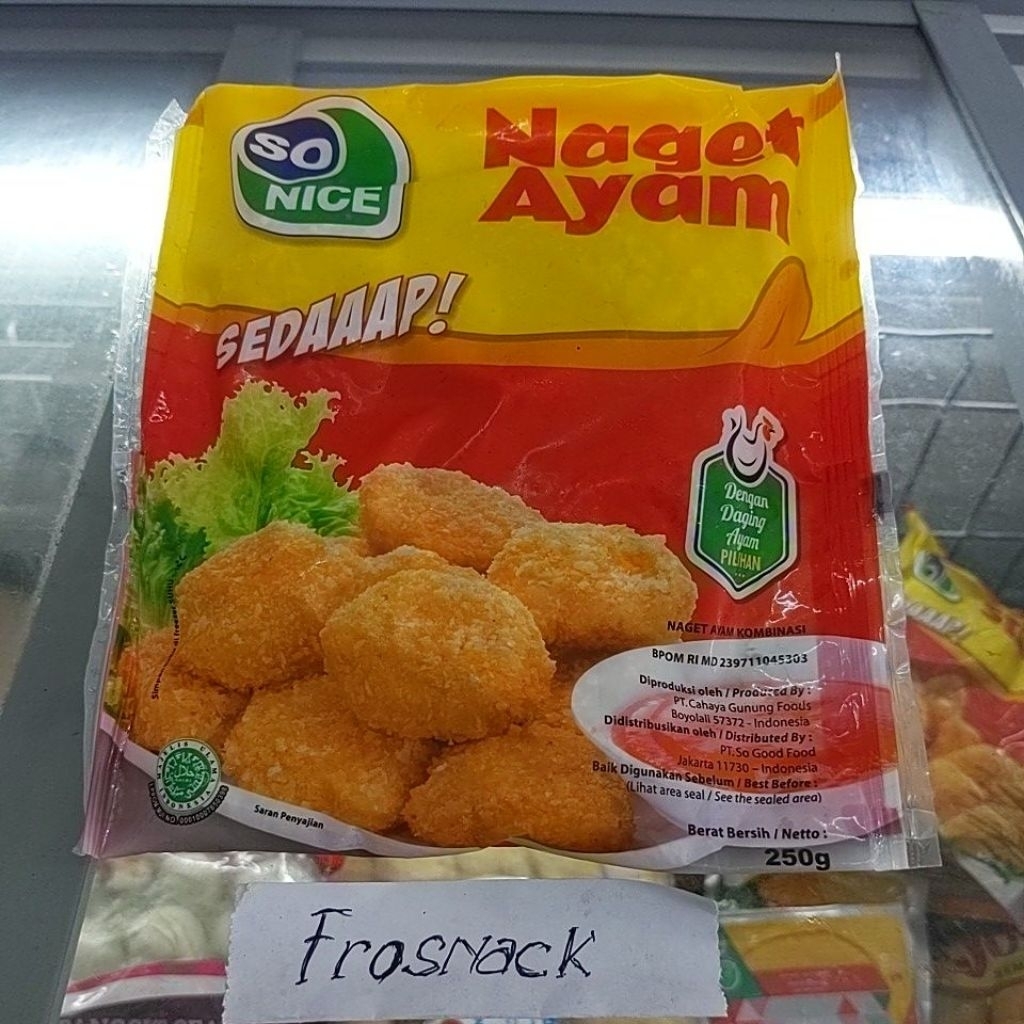 SO
NICE
Naget
Ayam
SEDAAAP!
Dengan
Daging
Ayam
PILIHAN
NAGET AYAM KOMBINASI
BPOM RI MD 239711045303
Diproduksi oleh / Produced By :
PT.Cahaya Gunung Foods
Boyolali 57372 - Indonesia
Didistribusikan oleh / Distributed By :
PT.So Good Food
Jakarta 11730 – Indonesia
Baik Digunakan Sebelum / Best Before :
(Lihat area seal / See the sealed area)
Berat Bersih / Netto :
250g
MAJELIS ULAMA
INDONESIA
Saran Penyajian
Frosnack